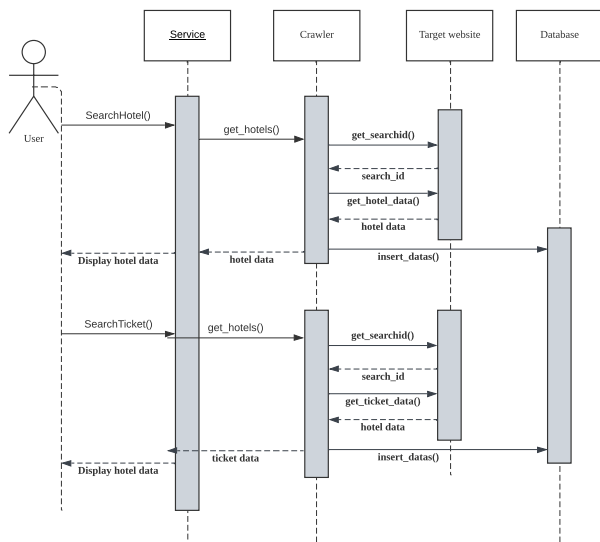 Service
Crawler
Target website
Database
User
SearchHotel()
get_hotels()
get_searchid()
search_id
get_hotel_data()
hotel data
Display hotel data
hotel data
insert_datas()
SearchTicket()
get_hotels()
get_searchid()
search_id
get_ticket_data()
hotel data
ticket data
insert_datas()
Display hotel data